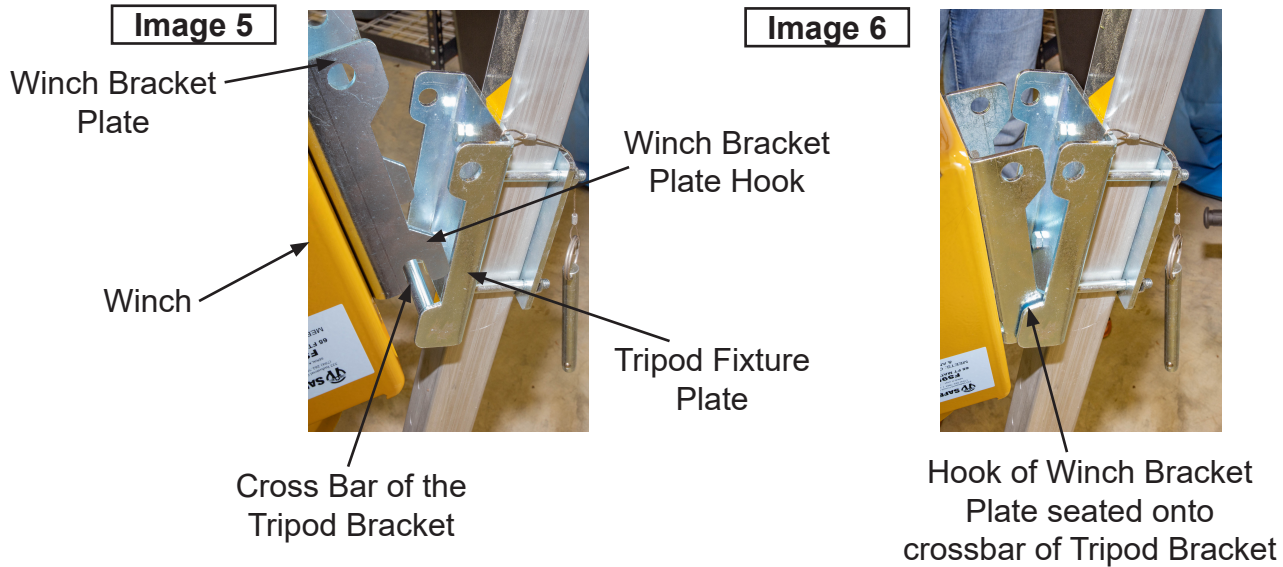 Image 5
Winch Bracket
Plate
Winch Bracket
Plate Hook
Winch
Tripod Fixture
Plate
Cross Bar of the
Tripod Bracket
Image 6
Hook of Winch Bracket
Plate seated onto
crossbar of Tripod Bracket